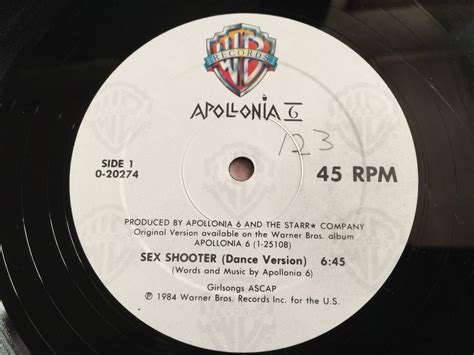 WB
RECORDS
APOLLONIA 6
123
SIDE 1
0-20274
45 RPM
PRODUCED BY APOLLONIA 6 AND THE STARR★ COMPANY
Original Version available on the Warner Bros. album
APOLLONIA 6 (1-25108)
SEX SHOOTER (Dance Version) 6:45
(Words and Music by Apollonia 6)
Girlsongs ASCAP
℗ 1984 Warner Bros. Records Inc. for the U.S.